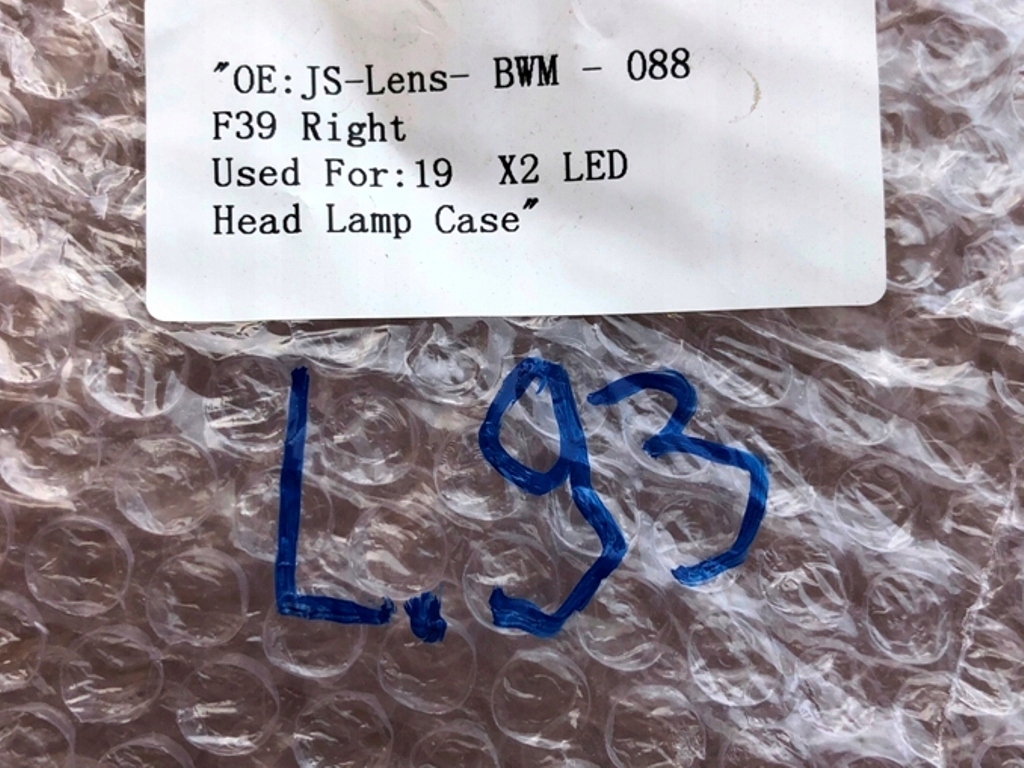 "OE:JS-Lens- BWM - 088
F39 Right
Used For:19 X2 LED
Head Lamp Case"
L.93